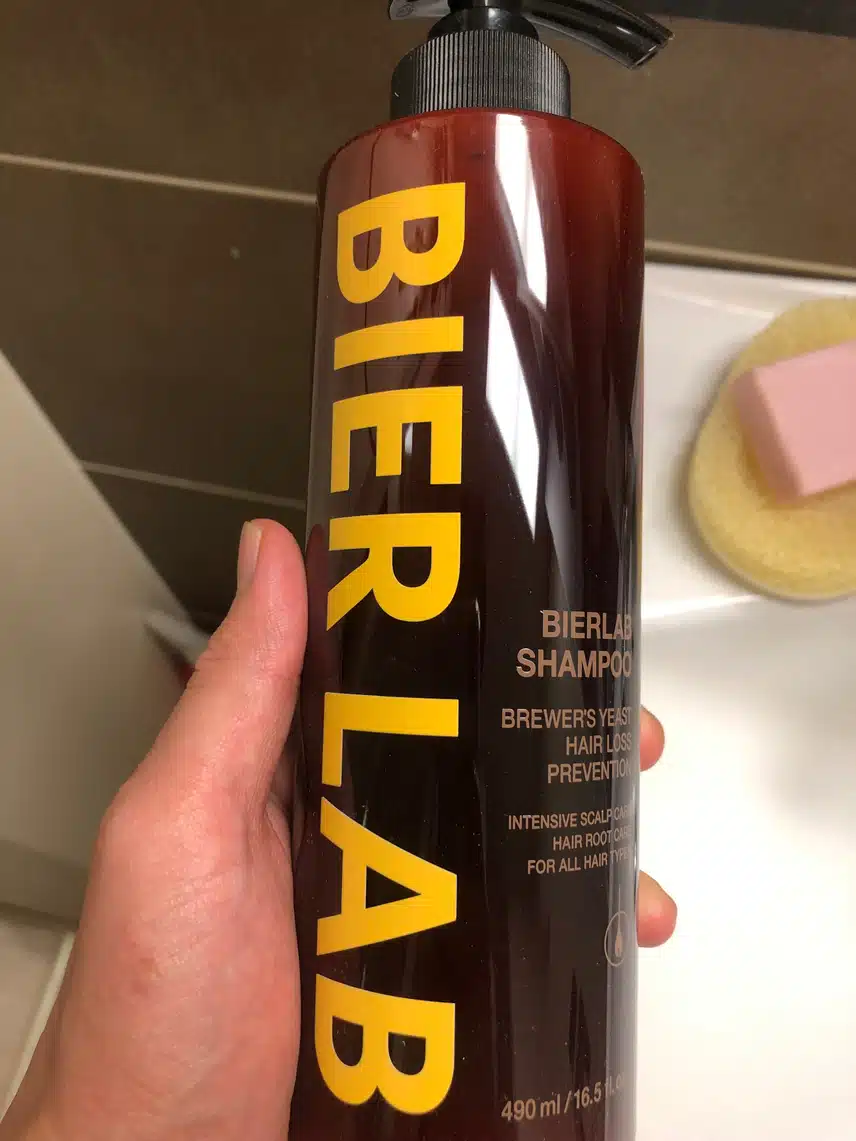 BIER LAB
BIERLAB
SHAMPOO
BREWER'S YEAST
HAIR LOSS
PREVENTION
INTENSIVE SCALP CARE
HAIR ROOT CARE
FOR ALL HAIR TYPES
490 ml / 16.5 fl.